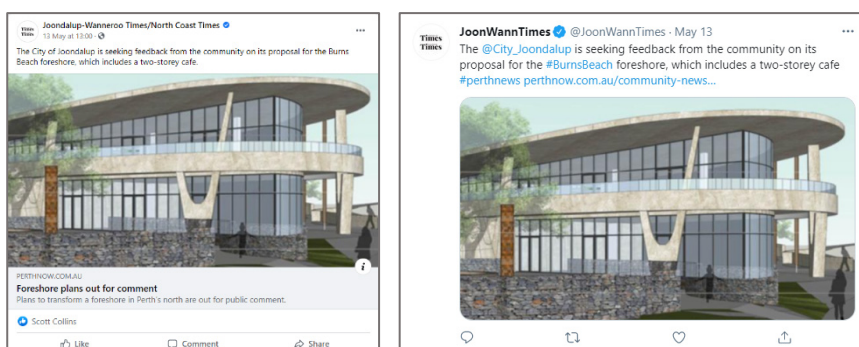 Times
Times
Joondalup-Wanneroo Times/North Coast Times
13 May at 13:00 ·
The City of Joondalup is seeking feedback from the community on its proposal for the Burns
Beach foreshore, which includes a two-storey cafe.
PERTHNOW.COM.AU
Foreshore plans out for comment
Plans to transform a foreshore in Perth's north are out for public comment.
i
Scott Collins
Like
Comment
Share
Times
Times
JoonWannTimes @JoonWannTimes · May 13
The @City_Joondalup is seeking feedback from the community on its
proposal for the #BurnsBeach foreshore, which includes a two-storey cafe
#perthnews perthnow.com.au/community-news...